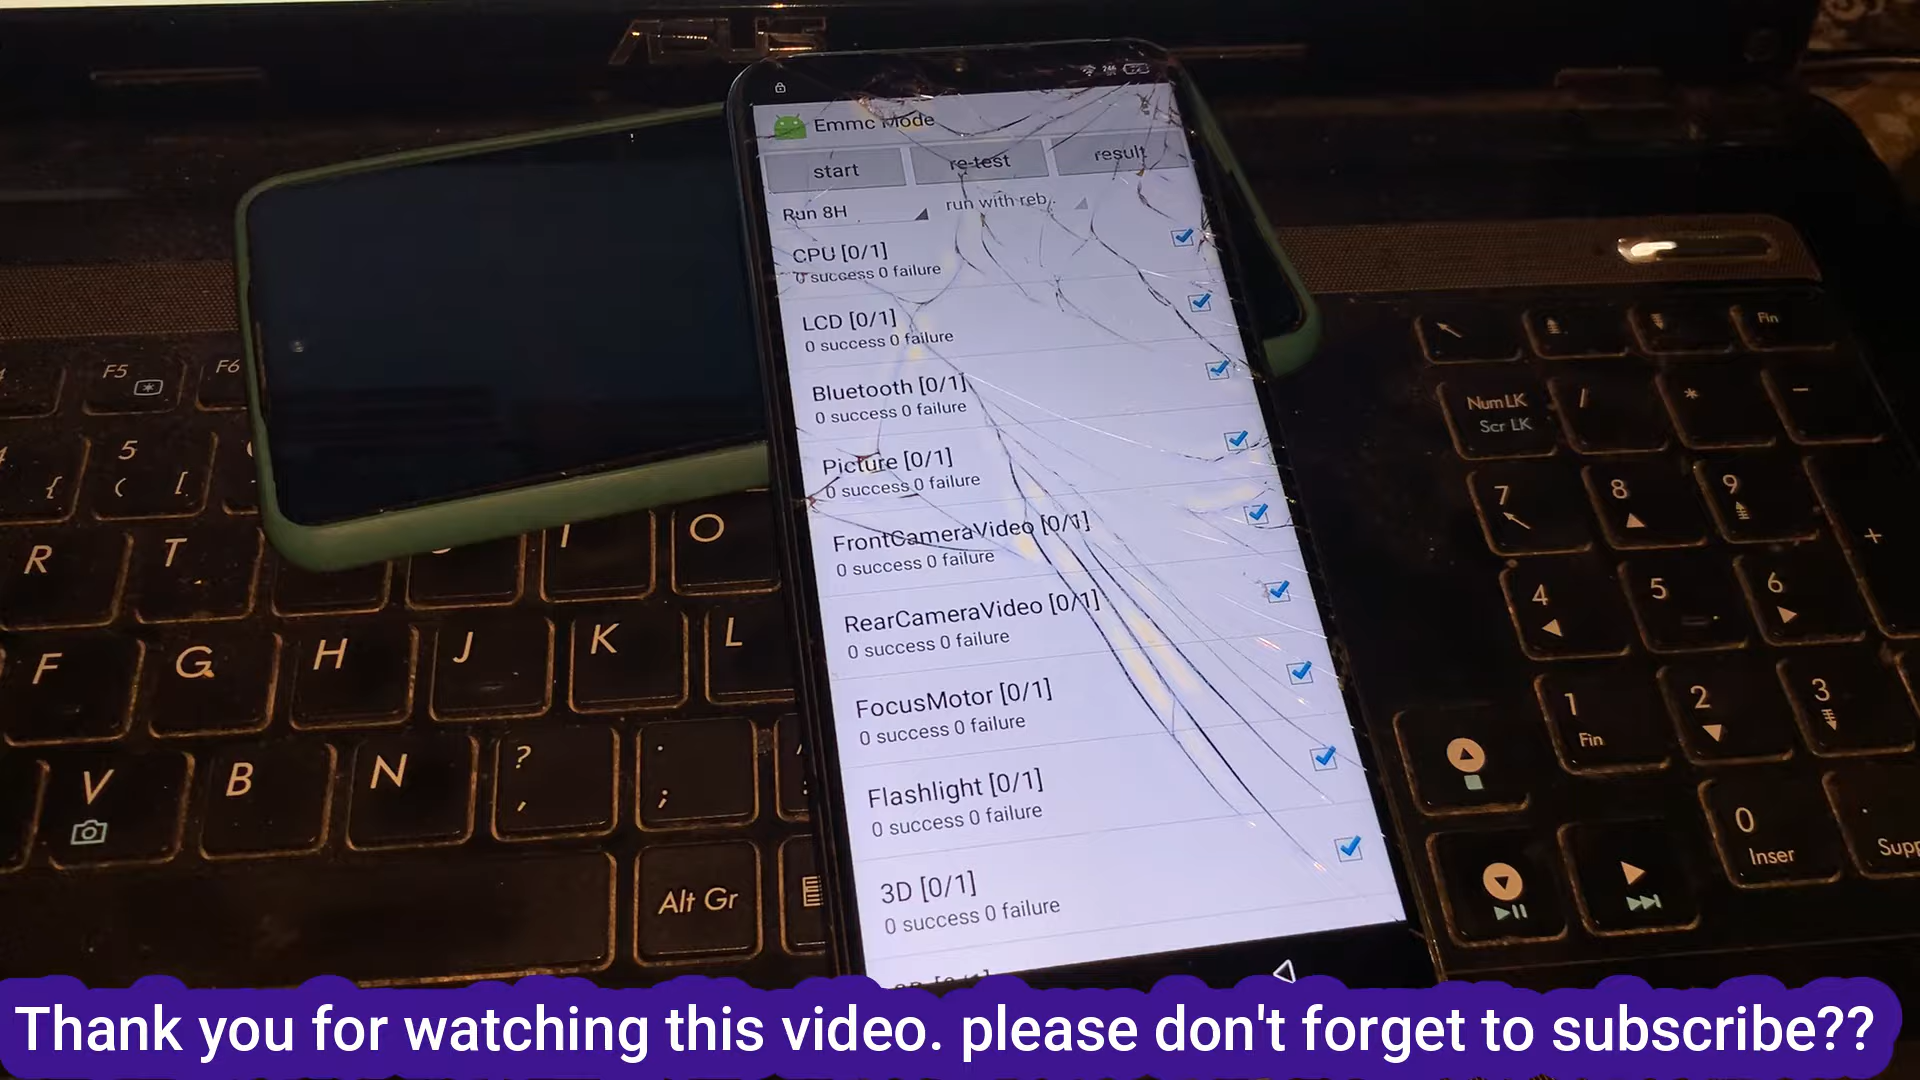 ASUS
Emmc Mode
start
re-test
result
Run 8H
run with reb..
CPU [0/1]
0 success 0 failure
LCD [0/1]
0 success 0 failure
Bluetooth [0/1]
0 success 0 failure
Picture [0/1]
0 success 0 failure
FrontCameraVideo [0/1]
0 success 0 failure
RearCameraVideo [0/1]
0 success 0 failure
FocusMotor [0/1]
0 success 0 failure
Flashlight [0/1]
0 success 0 failure
3D [0/1]
0 success 0 failure
F5
F6
5
( [
{
R
T
I
O
F
G
H
J
K
L
V
B
N
?
,
.
;
Alt Gr
Fin
Num LK
Scr LK
/
*
-
7
8
9
+
4
5
6
1
Fin
2
3
0
Inser
.
Supp
Thank you for watching this video. please don't forget to subscribe??